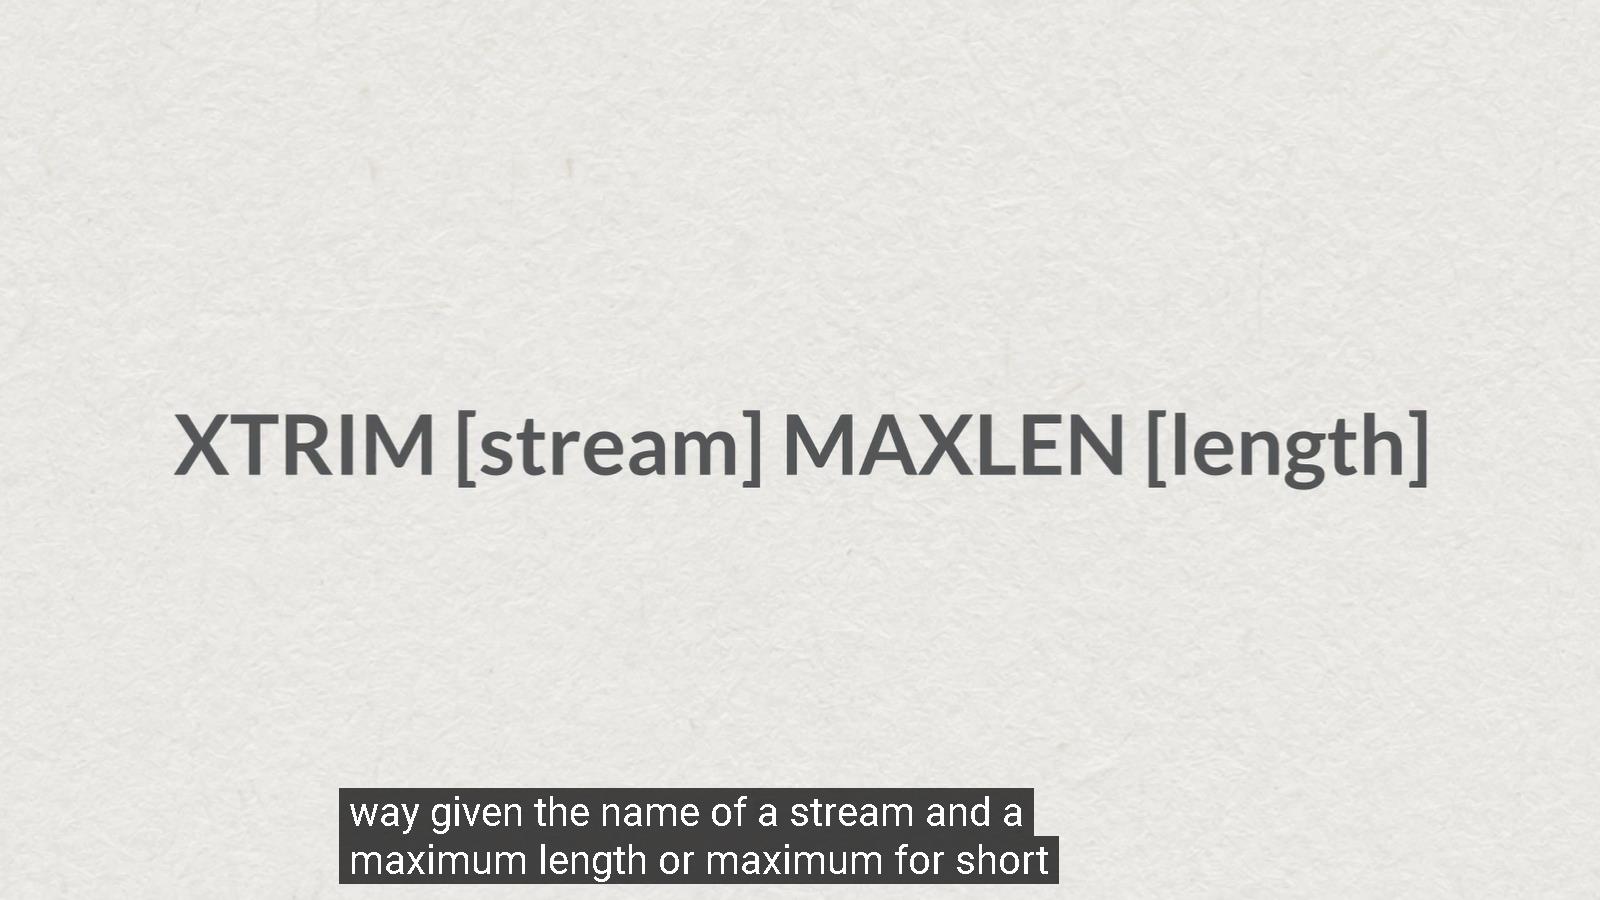 XTRIM [stream] MAXLEN [length]
way given the name of a stream and a
maximum length or maximum for short